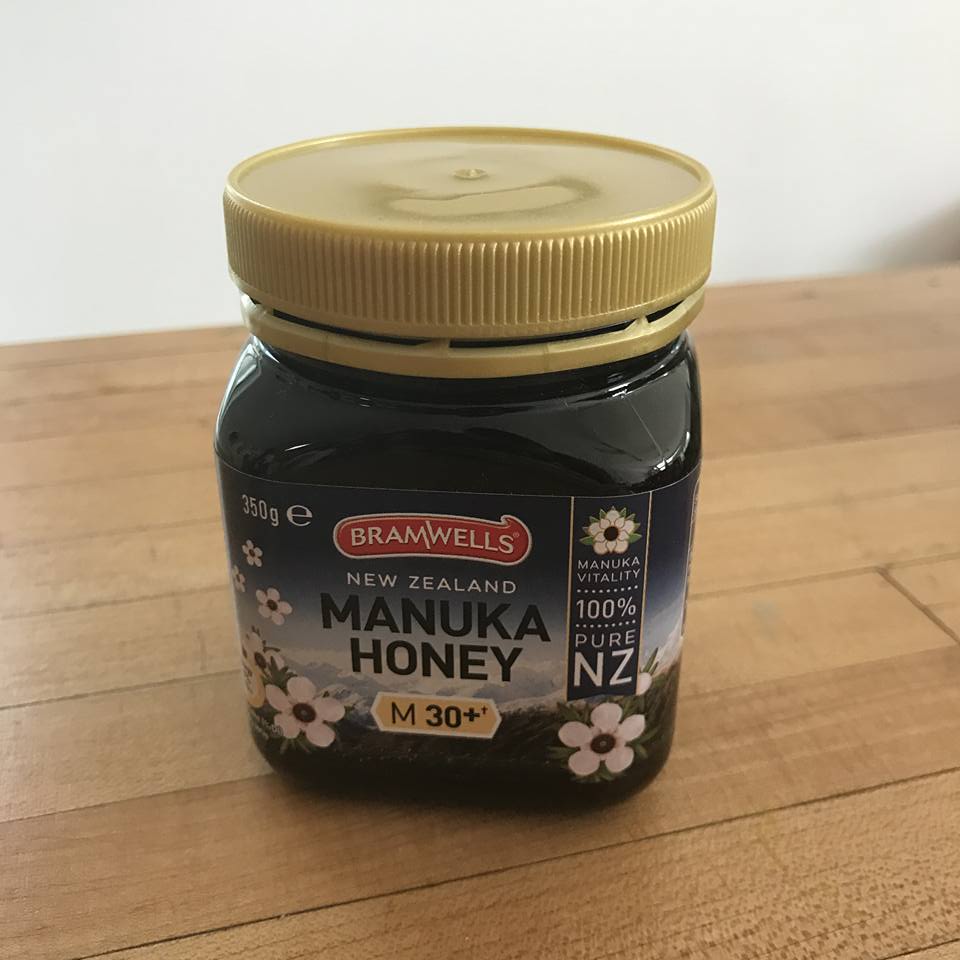 350g ℮
BRAMWELLS®
NEW ZEALAND
MANUKA
HONEY
M 30+†
MANUKA
VITALITY
100%
PURE
NZ